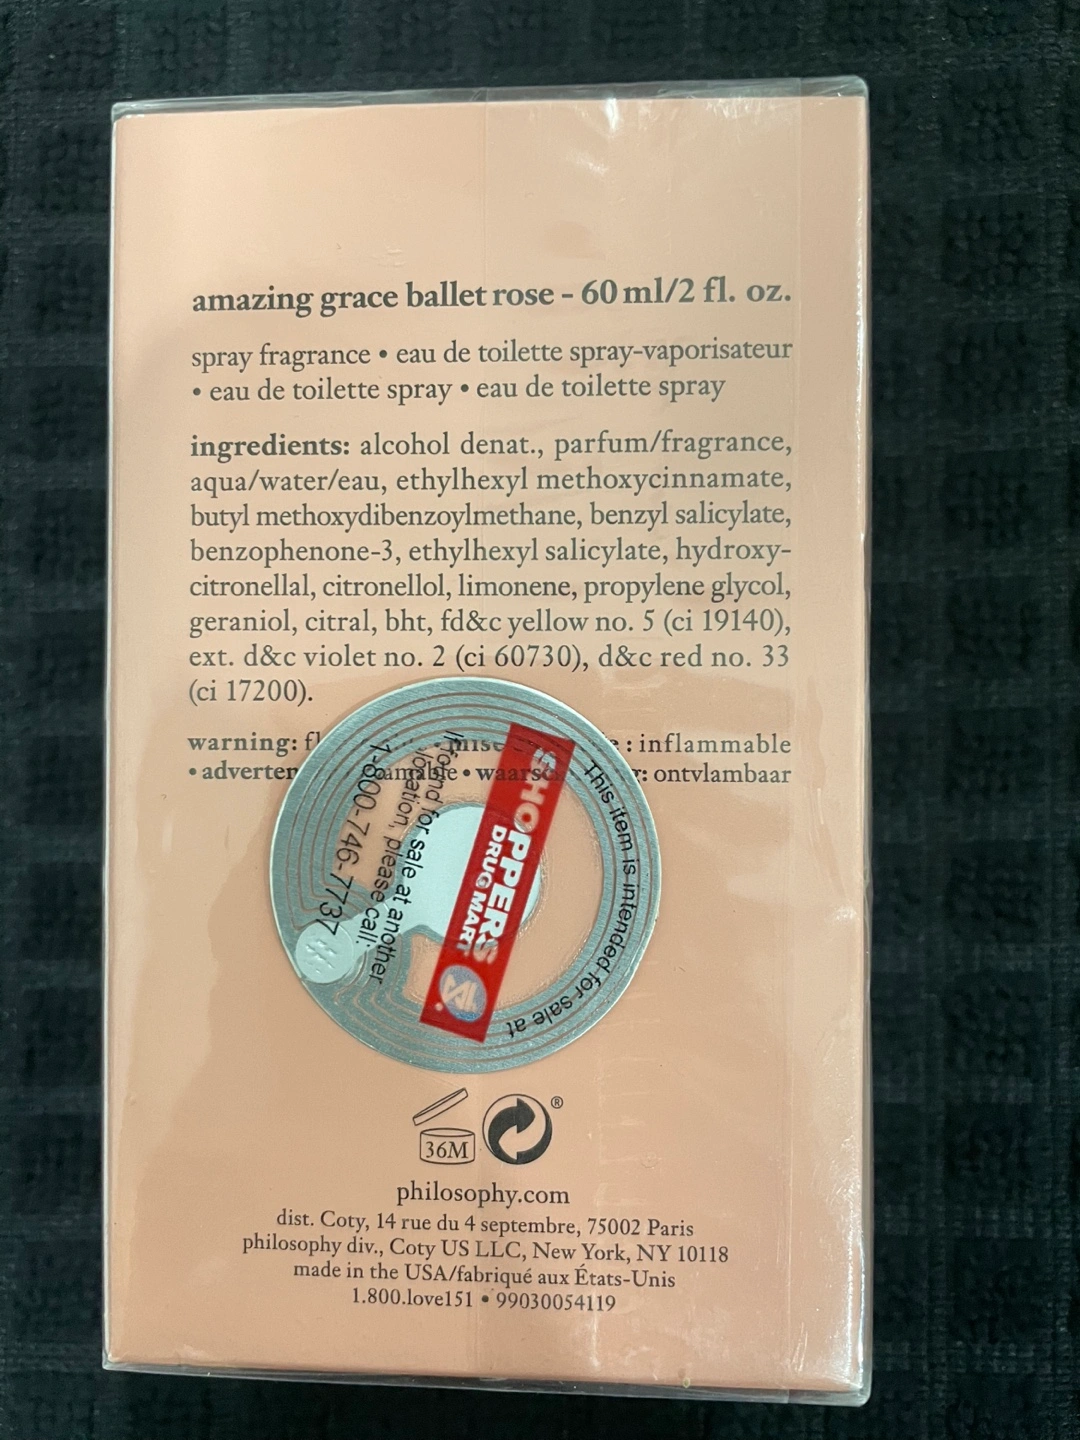 amazing grace ballet rose - 60 ml/2 fl. oz.
spray fragrance • eau de toilette spray-vaporisateur
• eau de toilette spray • eau de toilette spray
ingredients: alcohol denat., parfum/fragrance,
aqua/water/eau, ethylhexyl methoxycinnamate,
butyl methoxydibenzoylmethane, benzyl salicylate,
benzophenone-3, ethylhexyl salicylate, hydroxy-
citronellal, citronellol, limonene, propylene glycol,
geraniol, citral, bht, fd&c yellow no. 5 (ci 19140),
ext. d&c violet no. 2 (ci 60730), d&c red no. 33
(ci 17200).
warning: : inflammable
• ontvlambaar
This item is intended for sale at
SHOPPERS
DRUG MART
If found for sale at another
location, please call:
1-800-746-7737
36M
®
philosophy.com
dist. Coty, 14 rue du 4 septembre, 75002 Paris
philosophy div., Coty US LLC, New York, NY 10118
made in the USA/fabriqué aux États-Unis
1.800.love151 • 99030054119